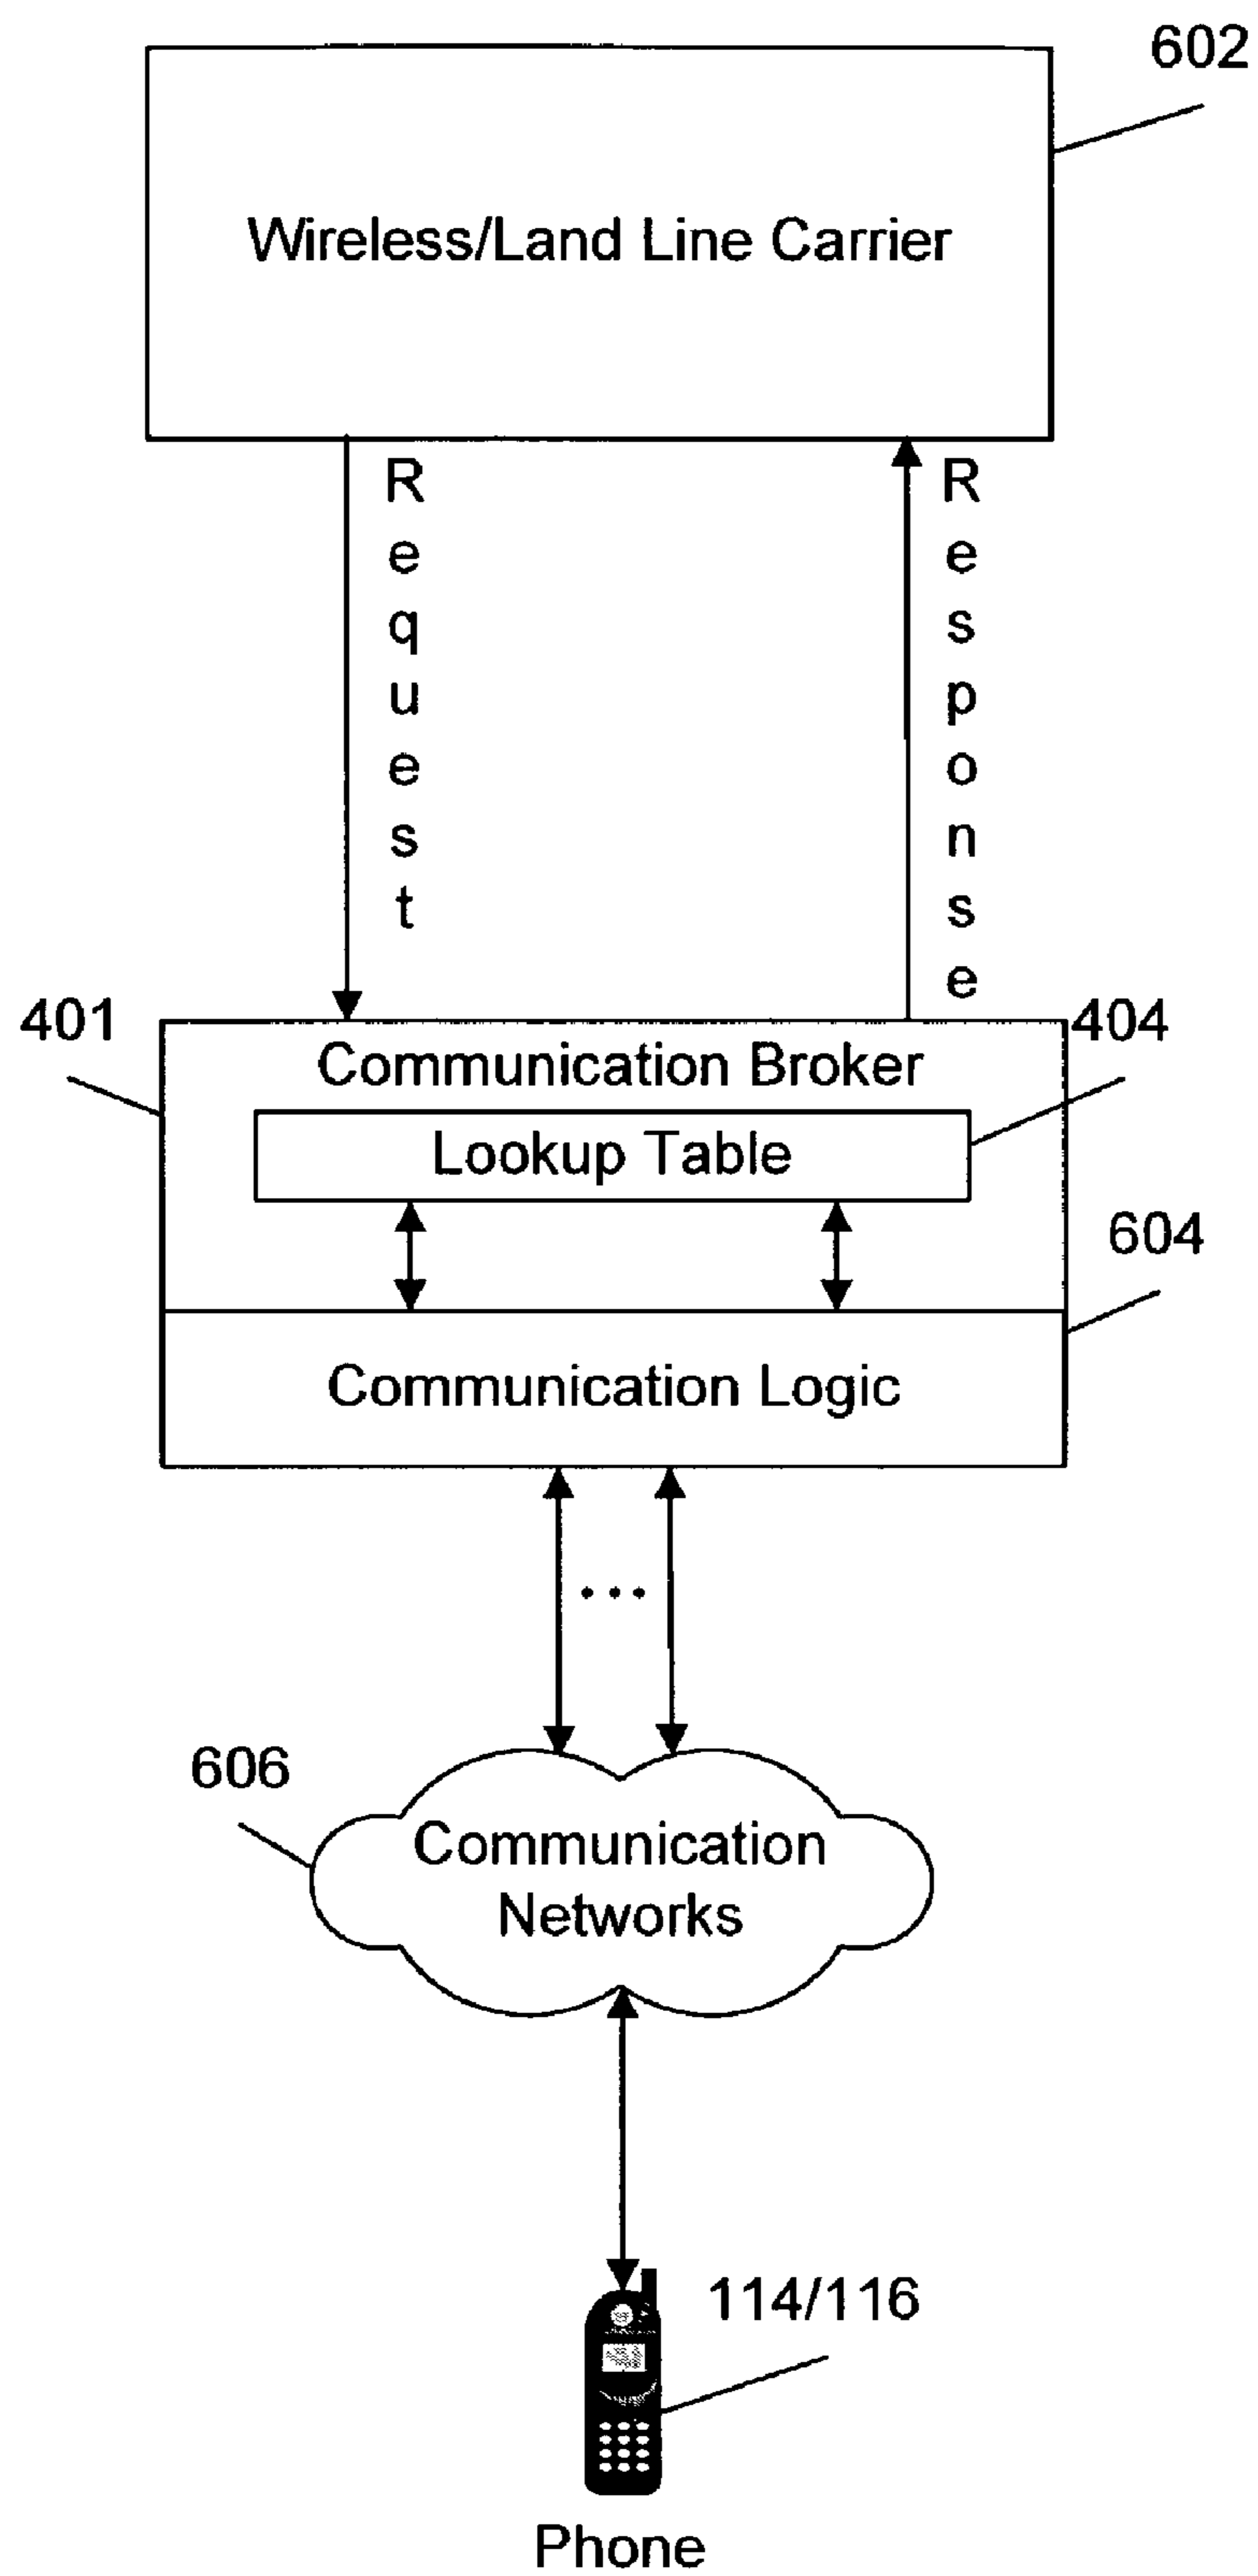 602
Wireless/Land Line Carrier
Request
Response
401
404
Communication Broker
Lookup Table
604
Communication Logic
...
606
Communication
Networks
114/116
Phone